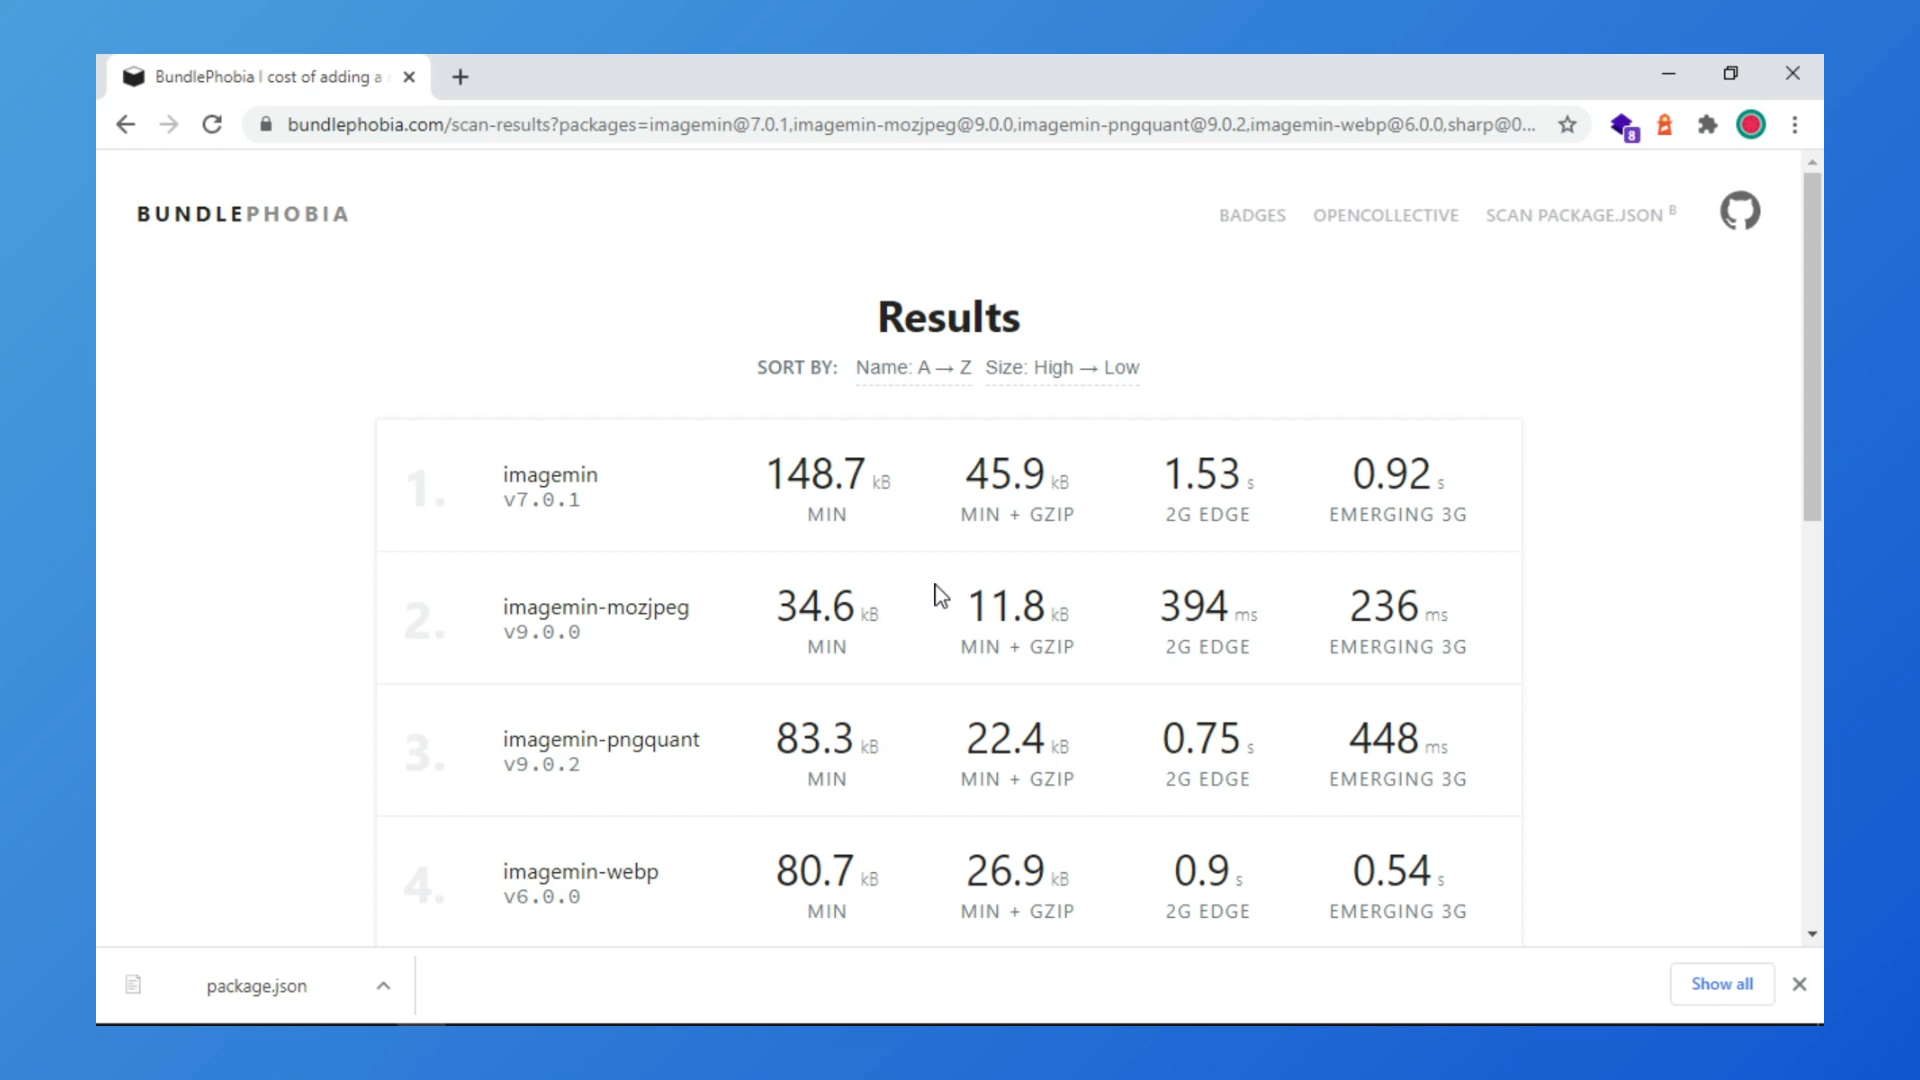 BundlePhobia l cost of adding a
bundlephobia.com/scan-results?packages=imagemin@7.0.1,imagemin-mozjpeg@9.0.0,imagemin-pngquant@9.0.2,imagemin-webp@6.0.0,sharp@0...
8
BUNDLEPHOBIA
BADGES OPENCOLLECTIVE SCAN PACKAGE.JSON B
Results
SORT BY: Name: A → Z Size: High → Low
1. imagemin 148.7 kB 45.9 kB 1.53 s 0.92 s
v7.0.1 MIN MIN + GZIP 2G EDGE EMERGING 3G
2. imagemin-mozjpeg 34.6 kB 11.8 kB 394 ms 236 ms
v9.0.0 MIN MIN + GZIP 2G EDGE EMERGING 3G
3. imagemin-pngquant 83.3 kB 22.4 kB 0.75 s 448 ms
v9.0.2 MIN MIN + GZIP 2G EDGE EMERGING 3G
4. imagemin-webp 80.7 kB 26.9 kB 0.9 s 0.54 s
v6.0.0 MIN MIN + GZIP 2G EDGE EMERGING 3G
package.json Show all